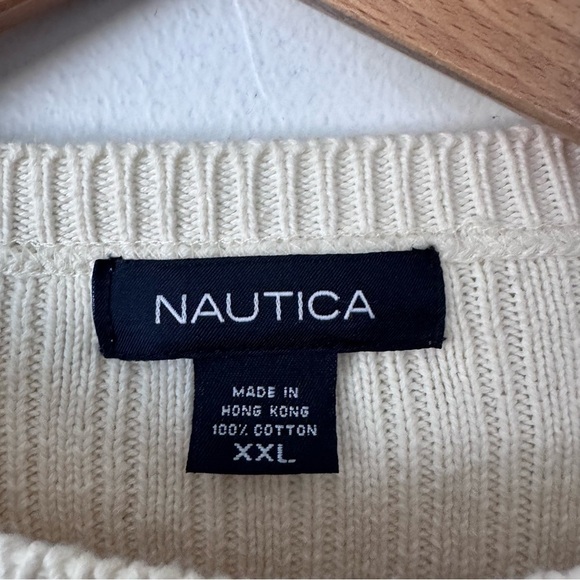 NAUTICA
MADE IN
HONG KONG
100% COTTON
XXL